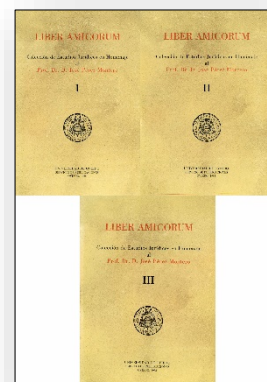 LIBER AMICORUM
Colección de Estudios Jurídicos en Homenaje
al
Prof. Dr. D. José Pérez Montero
I
LIBER AMICORUM
Colección de Estudios Jurídicos en Homenaje
al
Prof. Dr. D. José Pérez Montero
II
LIBER AMICORUM
Colección de Estudios Jurídicos en Homenaje
al
Prof. Dr. D. José Pérez Montero
III